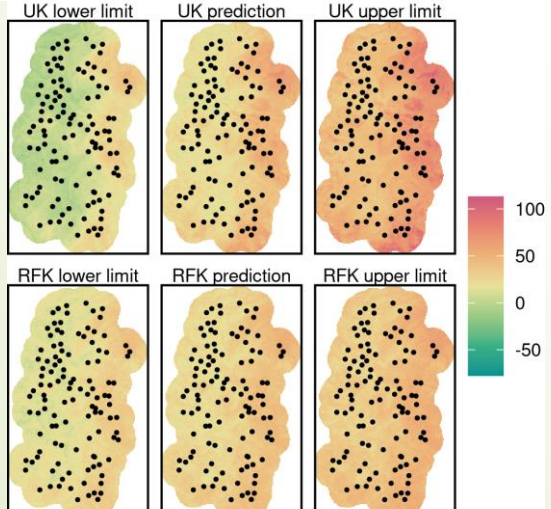 UK lower limit UK prediction UK upper limit
RFK lower limit RFK prediction RFK upper limit
100
50
0
-50